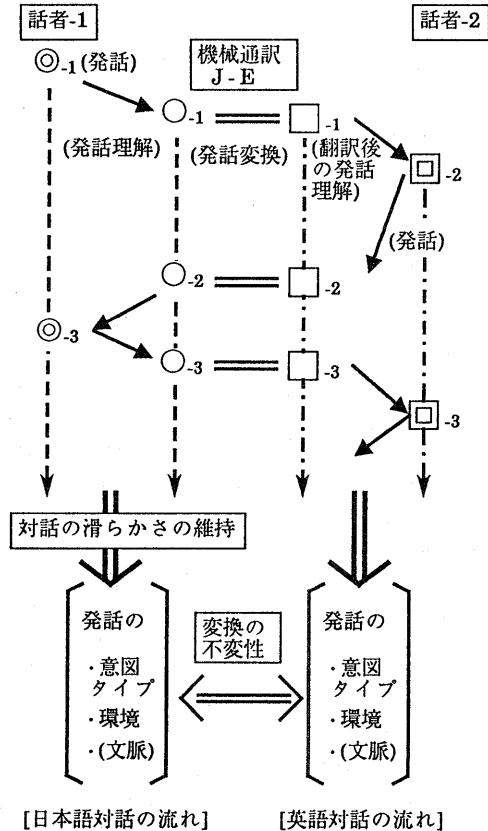 話者-1
話者-2
-1 (発話)
機械通訳
J-E
-1
-1
(発話理解)
(発話変換)
(翻訳後
の発話
理解)
-2
(発話)
-2
-2
-3
-3
-3
-3
対話の滑らかさの維持
発話の
・意図
タイプ
・環境
・(文脈)
変換の
不変性
発話の
・意図
タイプ
・環境
・(文脈)
[日本語対話の流れ]
[英語対話の流れ]